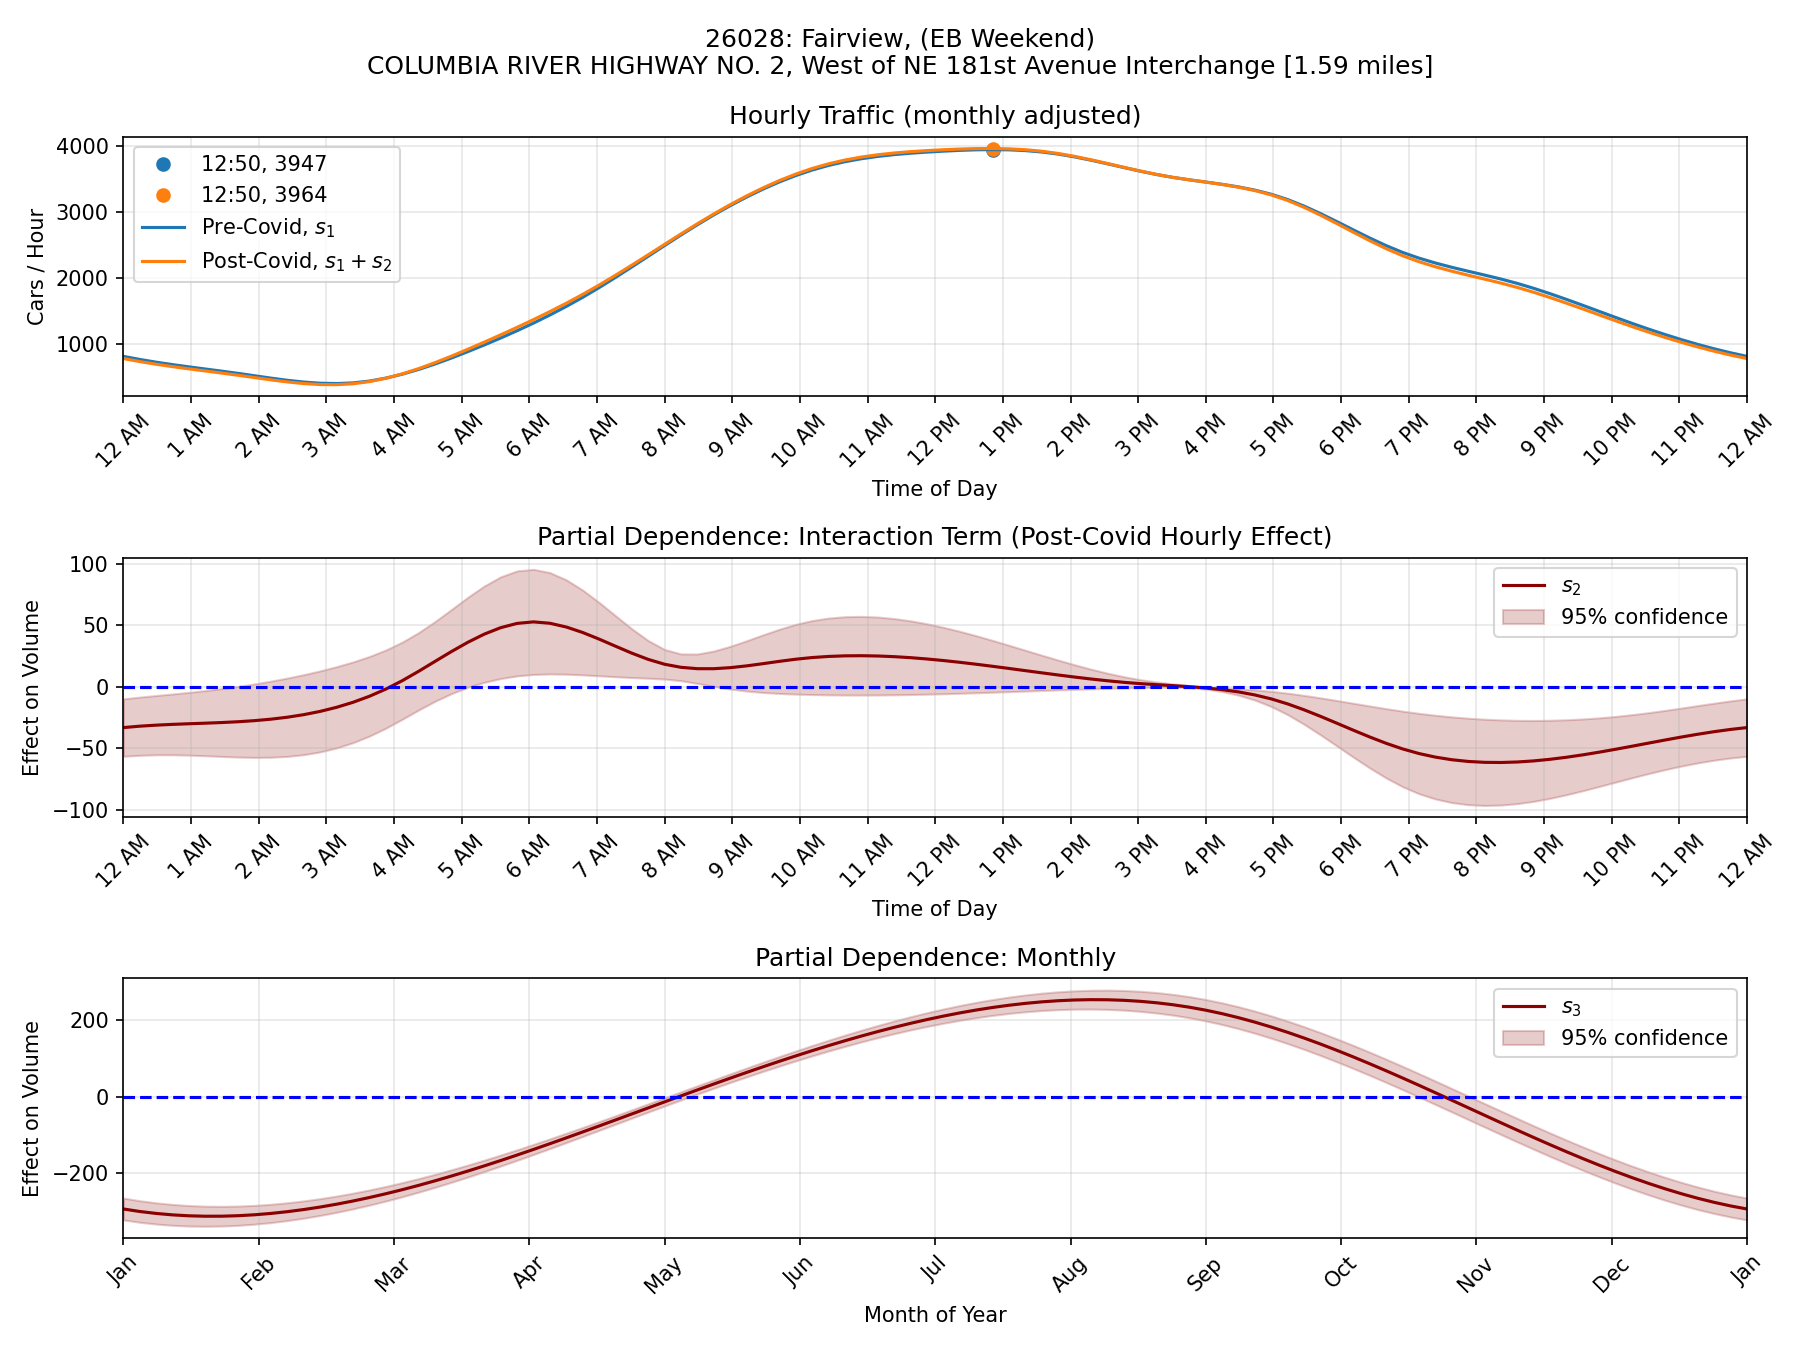 26028: Fairview, (EB Weekend)
COLUMBIA RIVER HIGHWAY NO. 2, West of NE 181st Avenue Interchange [1.59 miles]
Hourly Traffic (monthly adjusted)
4000
3000
2000
1000
Cars / Hour
12:50, 3947
12:50, 3964
Pre-Covid, s₁
Post-Covid, s₁ + s₂
12 AM 1 AM 2 AM 3 AM 4 AM 5 AM 6 AM 7 AM 8 AM 9 AM 10 AM 11 AM 12 PM 1 PM 2 PM 3 PM 4 PM 5 PM 6 PM 7 PM 8 PM 9 PM 10 PM 11 PM 12 AM
Time of Day
Partial Dependence: Interaction Term (Post-Covid Hourly Effect)
100
50
0
−50
−100
Effect on Volume
s₂
95% confidence
12 AM 1 AM 2 AM 3 AM 4 AM 5 AM 6 AM 7 AM 8 AM 9 AM 10 AM 11 AM 12 PM 1 PM 2 PM 3 PM 4 PM 5 PM 6 PM 7 PM 8 PM 9 PM 10 PM 11 PM 12 AM
Time of Day
Partial Dependence: Monthly
200
0
−200
Effect on Volume
s₃
95% confidence
Jan Feb Mar Apr May Jun Jul Aug Sep Oct Nov Dec Jan
Month of Year